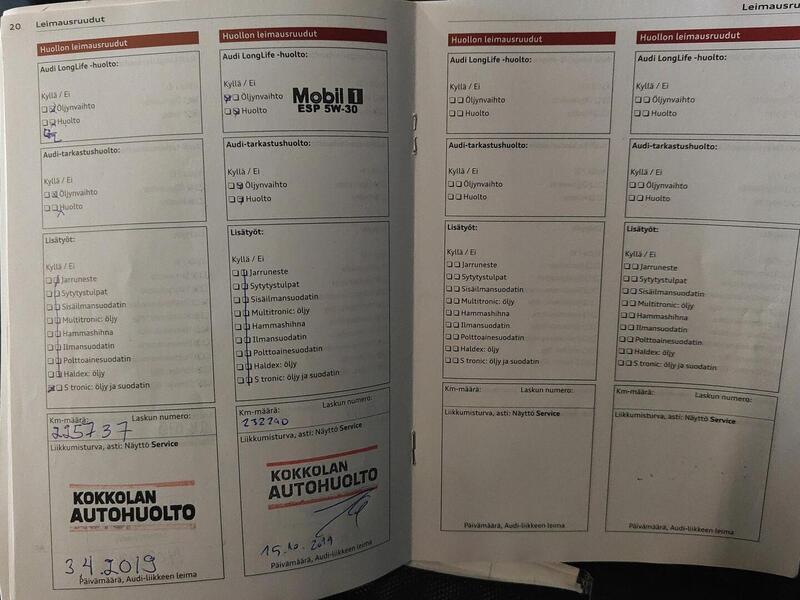 20 Leimausruudut
Huollon leimausruudut
Audi LongLife -huolto:
Kyllä / Ei
Öljynvaihto
Huolto
Audi-tarkastushuolto:
Kyllä / Ei
Öljynvaihto
Huolto
Lisätyöt:
Kyllä / Ei
Jarruneste
Sytytystulpat
Sisäilmansuodatin
Multitronic: öljy
Hammashihna
Ilmansuodatin
Polttoainesuodatin
Haldex: öljy
S tronic: öljy ja suodatin
Km-määrä: Laskun numero:
225737
Liikkumisturva, asti: Näyttö Service
KOKKOLAN
AUTOHUOLTO
3.4.2019
Päivämäärä, Audi-liikkeen leima
Huollon leimausruudut
Audi LongLife -huolto:
Kyllä / Ei
Öljynvaihto
Huolto
Mobil 1
ESP 5W-30
Audi-tarkastushuolto:
Kyllä / Ei
Öljynvaihto
Huolto
Lisätyöt:
Kyllä / Ei
Jarruneste
Sytytystulpat
Sisäilmansuodatin
Multitronic: öljy
Hammashihna
Ilmansuodatin
Polttoainesuodatin
Haldex: öljy
S tronic: öljy ja suodatin
Km-määrä: Laskun numero:
232240
Liikkumisturva, asti: Näyttö Service
KOKKOLAN
AUTOHUOLTO
15.10.2019
Päivämäärä, Audi-liikkeen leima
Huollon leimausruudut
Audi LongLife -huolto:
Kyllä / Ei
Öljynvaihto
Huolto
Audi-tarkastushuolto:
Kyllä / Ei
Öljynvaihto
Huolto
Lisätyöt:
Kyllä / Ei
Jarruneste
Sytytystulpat
Sisäilmansuodatin
Multitronic: öljy
Hammashihna
Ilmansuodatin
Polttoainesuodatin
Haldex: öljy
S tronic: öljy ja suodatin
Km-määrä: Laskun numero:
Liikkumisturva, asti: Näyttö Service
Päivämäärä, Audi-liikkeen leima
Leimausru
Huollon leimausruudut
Audi LongLife -huolto:
Kyllä / Ei
Öljynvaihto
Huolto
Audi-tarkastushuolto:
Kyllä / Ei
Öljynvaihto
Huolto
Lisätyöt:
Kyllä / Ei
Jarruneste
Sytytystulpat
Sisäilmansuodatin
Multitronic: öljy
Hammashihna
Ilmansuodatin
Polttoainesuodatin
Haldex: öljy
S tronic: öljy ja suodatin
Km-määrä: Laskun numero:
Liikkumisturva, asti: Näyttö Service
Päivämäärä, Audi-liikkeen leima